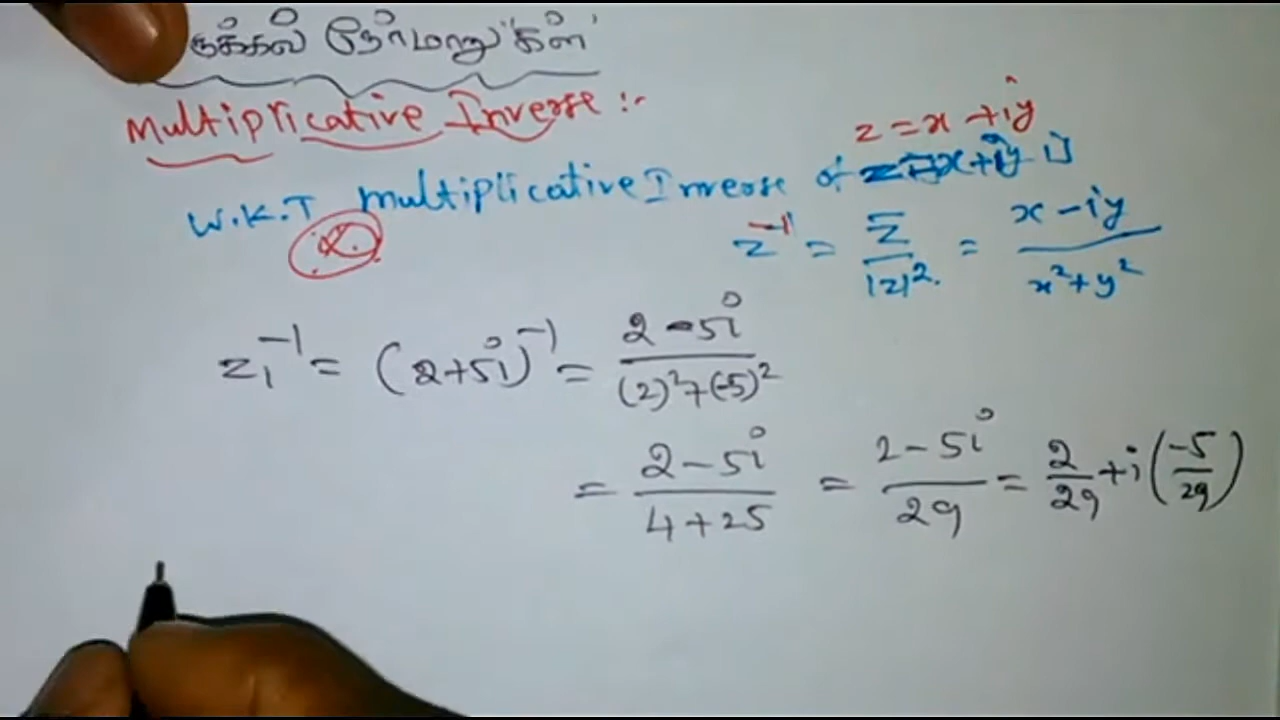 நேர்மாறுகள்
Multiplicative Inverse :-
z = x + iy
W.K.T Multiplicative Inverse of z = x + iy is
z⁻¹ = z̄/|z|² = (x - iy)/(x² + y²)
z₁⁻¹ = (2+5i)⁻¹ = (2 - 5i)/((2)² + (-5)²)
= (2 - 5i)/(4 + 25) = (2 - 5i)/29 = 2/29 + i(-5/29)